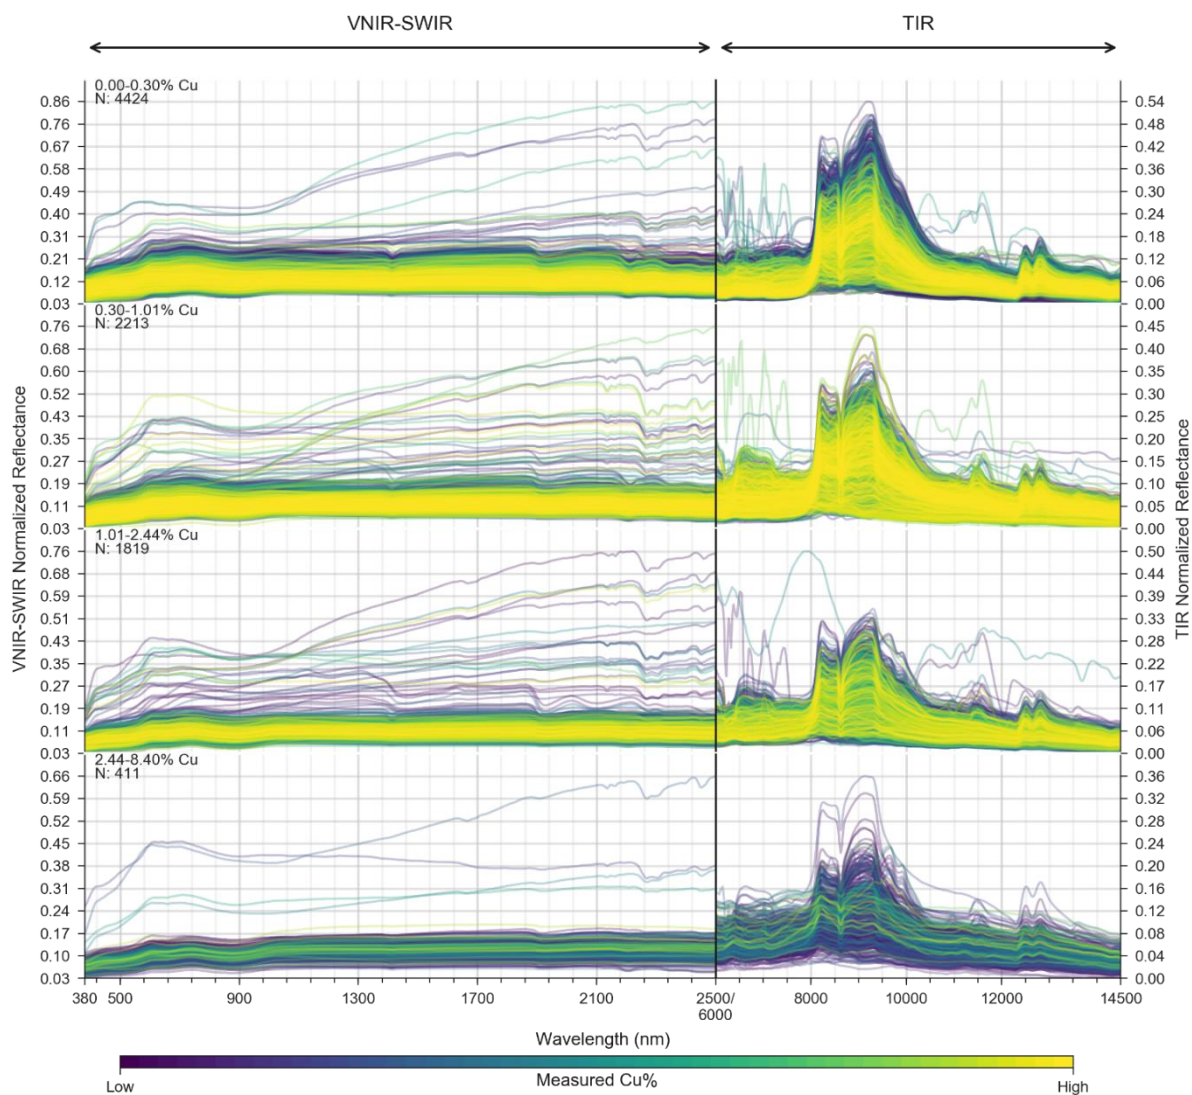 VNIR-SWIR TIR
0.00-0.30% Cu
N: 4424
0.86 0.54
0.76 0.48
0.67 0.42
0.58 0.36
0.49 0.30
0.40 0.24
0.31 0.18
0.21 0.12
0.12 0.06
0.03 0.00
0.30-1.01% Cu
N: 2213
0.76 0.45
0.68 0.40
0.60 0.35
0.52 0.30
0.43 0.25
0.35 0.20
0.27 0.15
0.19 0.10
0.11 0.05
0.03 0.00
1.01-2.44% Cu
N: 1819
0.76 0.50
0.68 0.44
0.59 0.39
0.51 0.33
0.43 0.28
0.35 0.22
0.27 0.17
0.19 0.11
0.11 0.06
0.03 0.00
2.44-8.40% Cu
N: 411
0.66 0.36
0.59 0.32
0.52 0.28
0.45 0.24
0.38 0.20
0.31 0.16
0.24 0.12
0.17 0.08
0.10 0.04
0.03 0.00
VNIR-SWIR Normalized Reflectance
TIR Normalized Reflectance
380 500 900 1300 1700 2100 2500/ 8000 10000 12000 14500
6000
Wavelength (nm)
Low Measured Cu% High